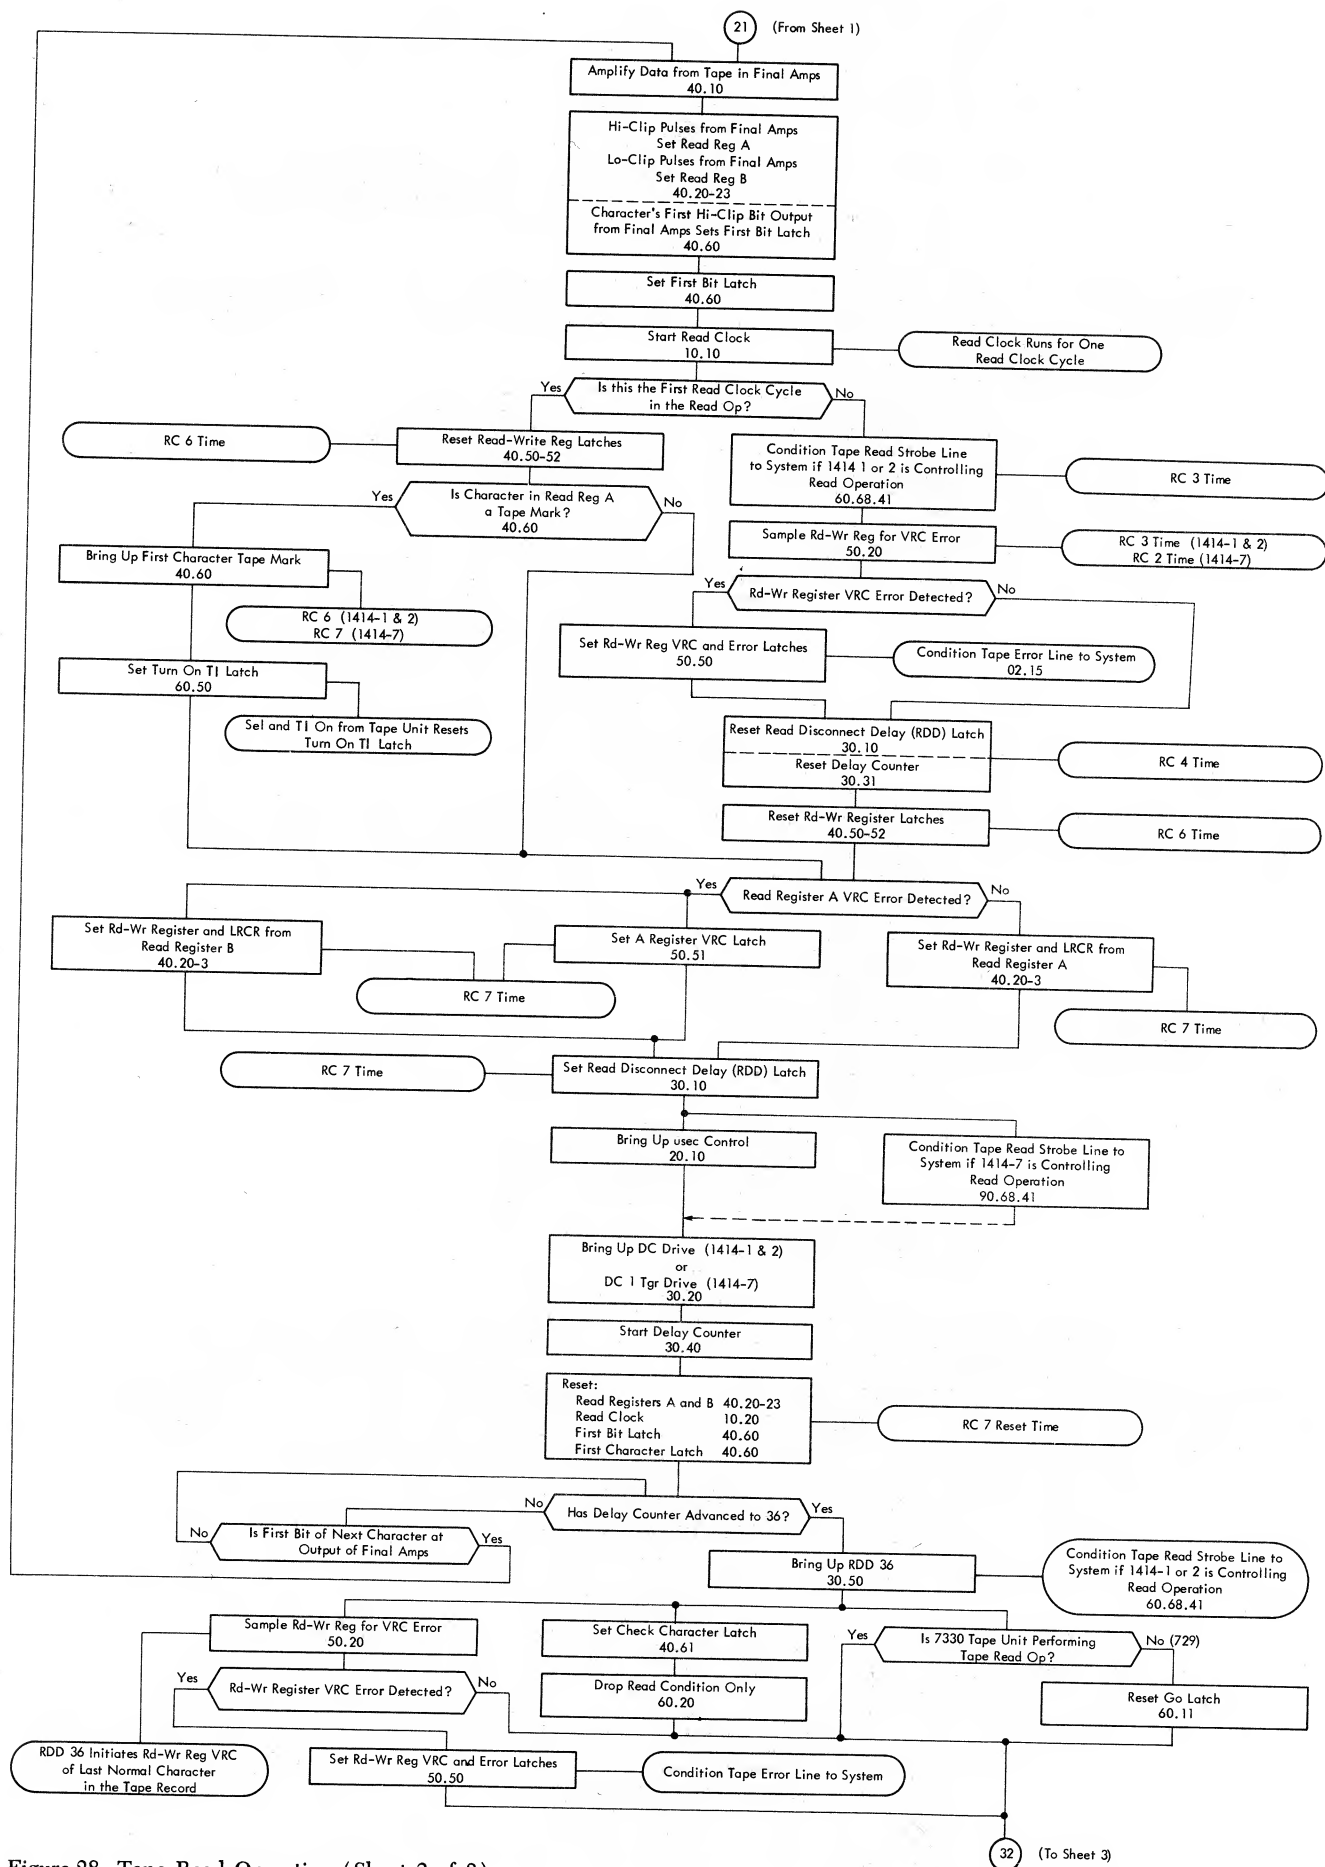 21 (From Sheet 1)
Amplify Data from Tape in Final Amps
40.10
Hi-Clip Pulses from Final Amps
Set Read Reg A
Lo-Clip Pulses from Final Amps
Set Read Reg B
40.20-23
Character's First Hi-Clip Bit Output
from Final Amps Sets First Bit Latch
40.60
Set First Bit Latch
40.60
Start Read Clock
10.10
Read Clock Runs for One
Read Clock Cycle
Yes
Is this the First Read Clock Cycle
in the Read Op?
No
RC 6 Time
Reset Read-Write Reg Latches
40.50-52
Condition Tape Read Strobe Line
to System if 1414 1 or 2 is Controlling
Read Operation
60.68.41
RC 3 Time
Yes
Is Character in Read Reg A
a Tape Mark?
40.60
No
Sample Rd-Wr Reg for VRC Error
50.20
RC 3 Time (1414-1 & 2)
RC 2 Time (1414-7)
Bring Up First Character Tape Mark
40.60
RC 6 (1414-1 & 2)
RC 7 (1414-7)
Yes
Rd-Wr Register VRC Error Detected?
No
Set Rd-Wr Reg VRC and Error Latches
50.50
Condition Tape Error Line to System
02.15
Set Turn On TI Latch
60.50
Sel and TI On from Tape Unit Resets
Turn On TI Latch
Reset Read Disconnect Delay (RDD) Latch
30.10
Reset Delay Counter
30.31
RC 4 Time
Reset Rd-Wr Register Latches
40.50-52
RC 6 Time
Yes
Read Register A VRC Error Detected?
No
Set Rd-Wr Register and LRCR from
Read Register B
40.20-3
Set A Register VRC Latch
50.51
Set Rd-Wr Register and LRCR from
Read Register A
40.20-3
RC 7 Time
RC 7 Time
RC 7 Time
Set Read Disconnect Delay (RDD) Latch
30.10
Bring Up usec Control
20.10
Condition Tape Read Strobe Line to
System if 1414-7 is Controlling
Read Operation
90.68.41
Bring Up DC Drive (1414-1 & 2)
or
DC 1 Tgr Drive (1414-7)
30.20
Start Delay Counter
30.40
Reset:
Read Registers A and B 40.20-23
Read Clock 10.20
First Bit Latch 40.60
First Character Latch 40.60
RC 7 Reset Time
No
Has Delay Counter Advanced to 36?
Yes
No
Is First Bit of Next Character at
Output of Final Amps
Yes
Bring Up RDD 36
30.50
Condition Tape Read Strobe Line to
System if 1414-1 or 2 is Controlling
Read Operation
60.68.41
Sample Rd-Wr Reg for VRC Error
50.20
Set Check Character Latch
40.61
Yes
Is 7330 Tape Unit Performing
Tape Read Op?
No (729)
Yes
Rd-Wr Register VRC Error Detected?
No
Drop Read Condition Only
60.20
Reset Go Latch
60.11
RDD 36 Initiates Rd-Wr Reg VRC
of Last Normal Character
in the Tape Record
Set Rd-Wr Reg VRC and Error Latches
50.50
Condition Tape Error Line to System
32 (To Sheet 3)